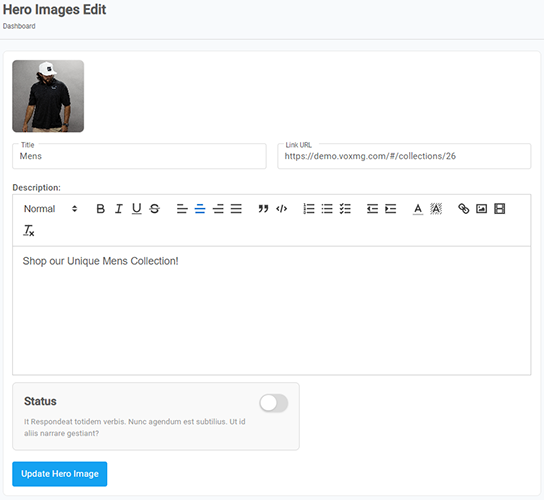 Hero Images Edit
Dashboard
Title
Mens
Link URL
https://demo.voxmg.com/#/collections/26
Description:
Normal
B I U S
Shop our Unique Mens Collection!
Status
It Respondeat totidem verbis. Nunc agendum est subtilius. Ut id
aliis narrare gestiant?
Update Hero Image